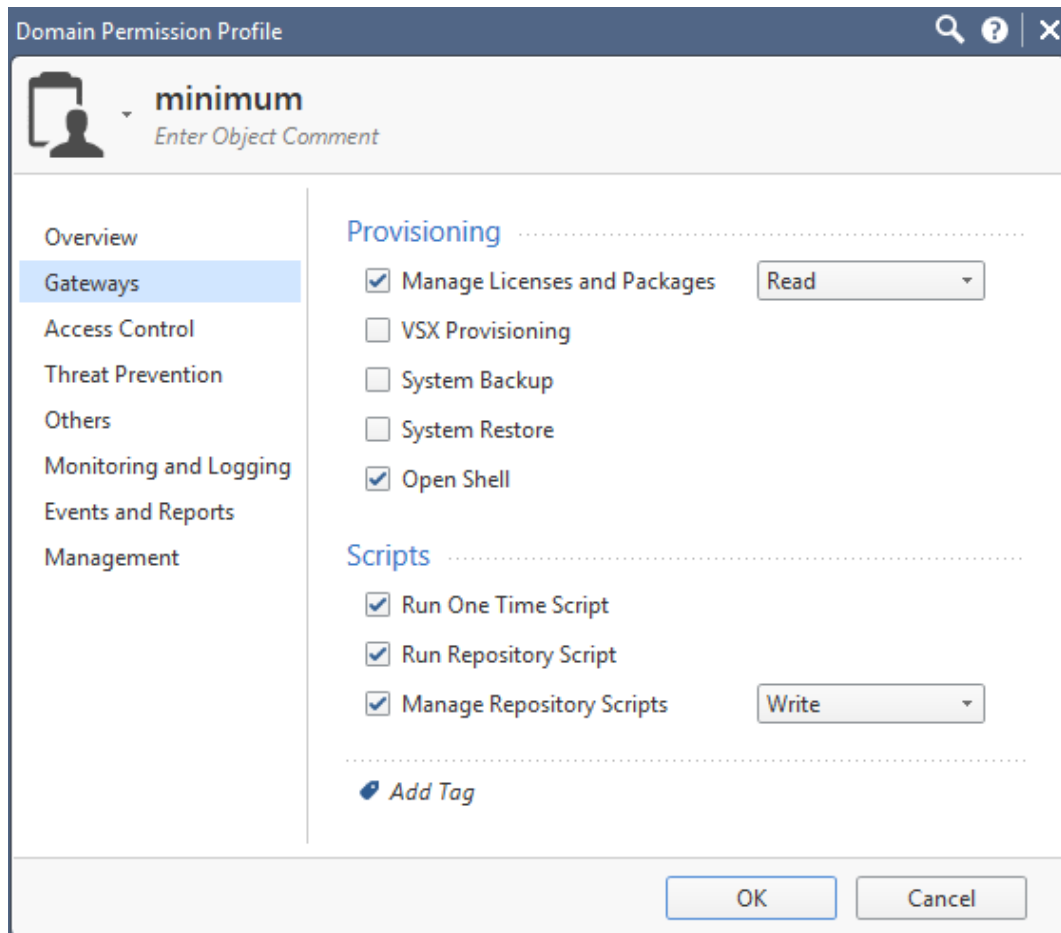 Domain Permission Profile
minimum
Enter Object Comment
Overview
Gateways
Access Control
Threat Prevention
Others
Monitoring and Logging
Events and Reports
Management
Provisioning
Manage Licenses and Packages Read
VSX Provisioning
System Backup
System Restore
Open Shell
Scripts
Run One Time Script
Run Repository Script
Manage Repository Scripts Write
Add Tag
OK Cancel